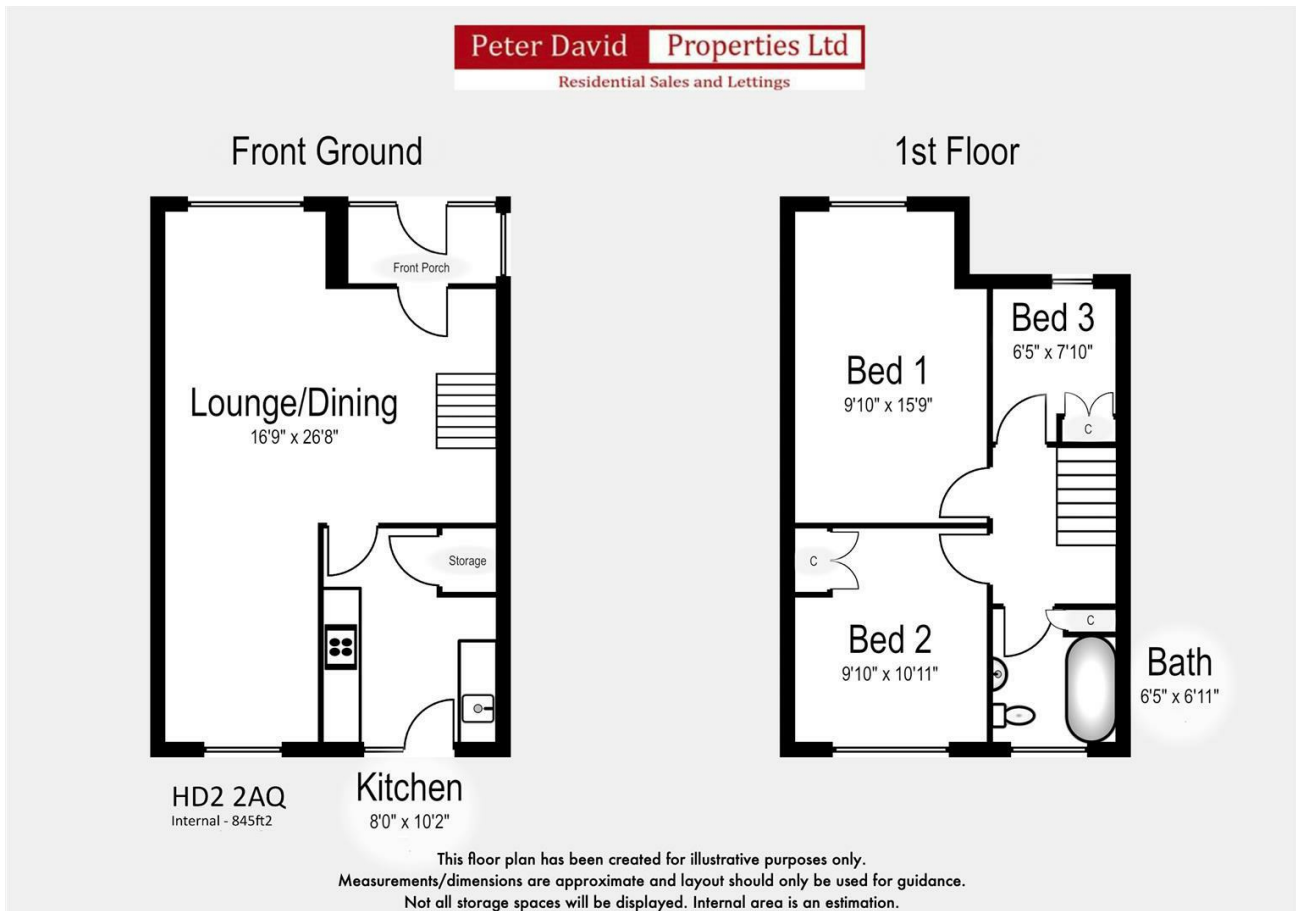 Peter David Properties Ltd
Residential Sales and Lettings
Front Ground
1st Floor
Front Porch
Lounge/Dining
16'9" x 26'8"
Storage
Kitchen
8'0" x 10'2"
HD2 2AQ
Internal - 845ft2
Bed 1
9'10" x 15'9"
Bed 3
6'5" x 7'10"
C
C
Bed 2
9'10" x 10'11"
C
Bath
6'5" x 6'11"
This floor plan has been created for illustrative purposes only.
Measurements/dimensions are approximate and layout should only be used for guidance.
Not all storage spaces will be displayed. Internal area is an estimation.